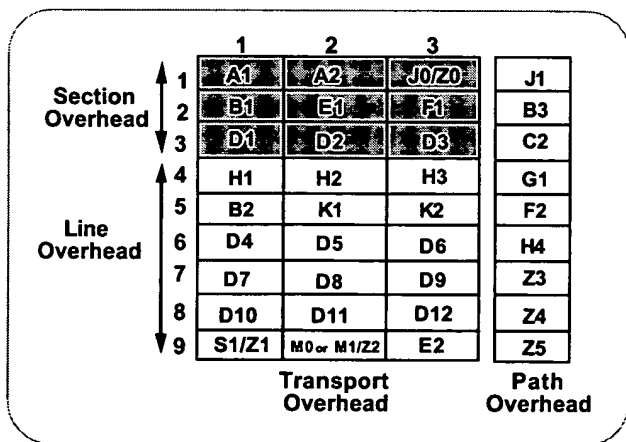 1 2 3
Section
Overhead
Line
Overhead
1 A1 A2 J0/Z0 J1
2 B1 E1 F1 B3
3 D1 D2 D3 C2
4 H1 H2 H3 G1
5 B2 K1 K2 F2
6 D4 D5 D6 H4
7 D7 D8 D9 Z3
8 D10 D11 D12 Z4
9 S1/Z1 M0 or M1/Z2 E2 Z5
Transport
Overhead
Path
Overhead